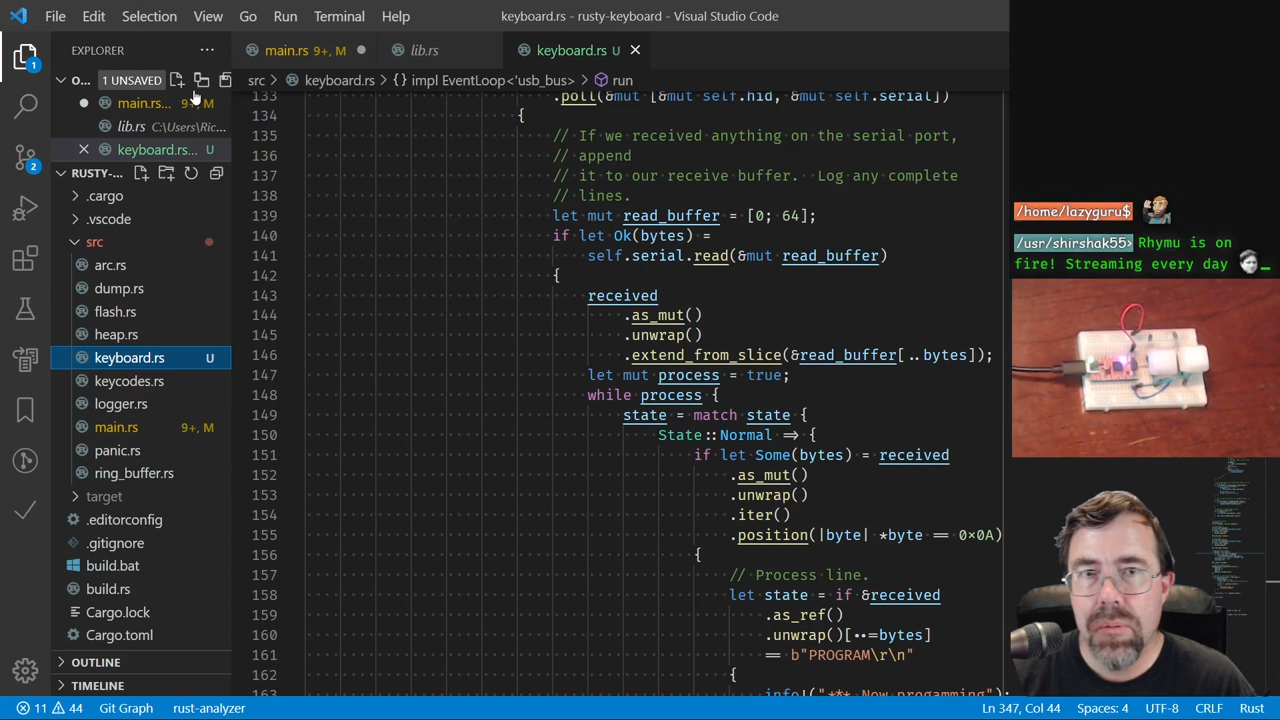 File Edit Selection View Go Run Terminal Help
keyboard.rs - rusty-keyboard - Visual Studio Code
EXPLORER
main.rs 9+, M
lib.rs
keyboard.rs U
O... 1 UNSAVED
src > keyboard.rs > {} impl EventLoop<'usb_bus> > run
main.rs... 9+, M
lib.rs C:\Users\Ric...
keyboard.rs... U
RUSTY-...
.cargo
.vscode
src
arc.rs
dump.rs
flash.rs
heap.rs
keyboard.rs U
keycodes.rs
logger.rs
main.rs 9+, M
panic.rs
ring_buffer.rs
target
.editorconfig
.gitignore
build.bat
build.rs
Cargo.lock
Cargo.toml
OUTLINE
TIMELINE
133 .poll(&mut [&mut self.hid, &mut self.serial])
134 {
135 // If we received anything on the serial port,
136 // append
137 // it to our receive buffer. Log any complete
138 // lines.
139 let mut read_buffer = [0; 64];
140 if let Ok(bytes) =
141 self.serial.read(&mut read_buffer)
142 {
143 received
144 .as_mut()
145 .unwrap()
146 .extend_from_slice(&read_buffer[..bytes]);
147 let mut process = true;
148 while process {
149 state = match state {
150 State::Normal => {
151 if let Some(bytes) = received
152 .as_mut()
153 .unwrap()
154 .iter()
155 .position(|byte| *byte == 0x0A)
156 {
157 // Process line.
158 let state = if &received
159 .as_ref()
160 .unwrap()[..=bytes]
161 == b"PROGRAM\r\n"
162 {
163 info!("*** Now progamming");
/home/lazyguru$
/usr/shirshak55> Rhymu is on
fire! Streaming every day
11 44 Git Graph rust-analyzer
Ln 347, Col 44 Spaces: 4 UTF-8 CRLF Rust
1
2